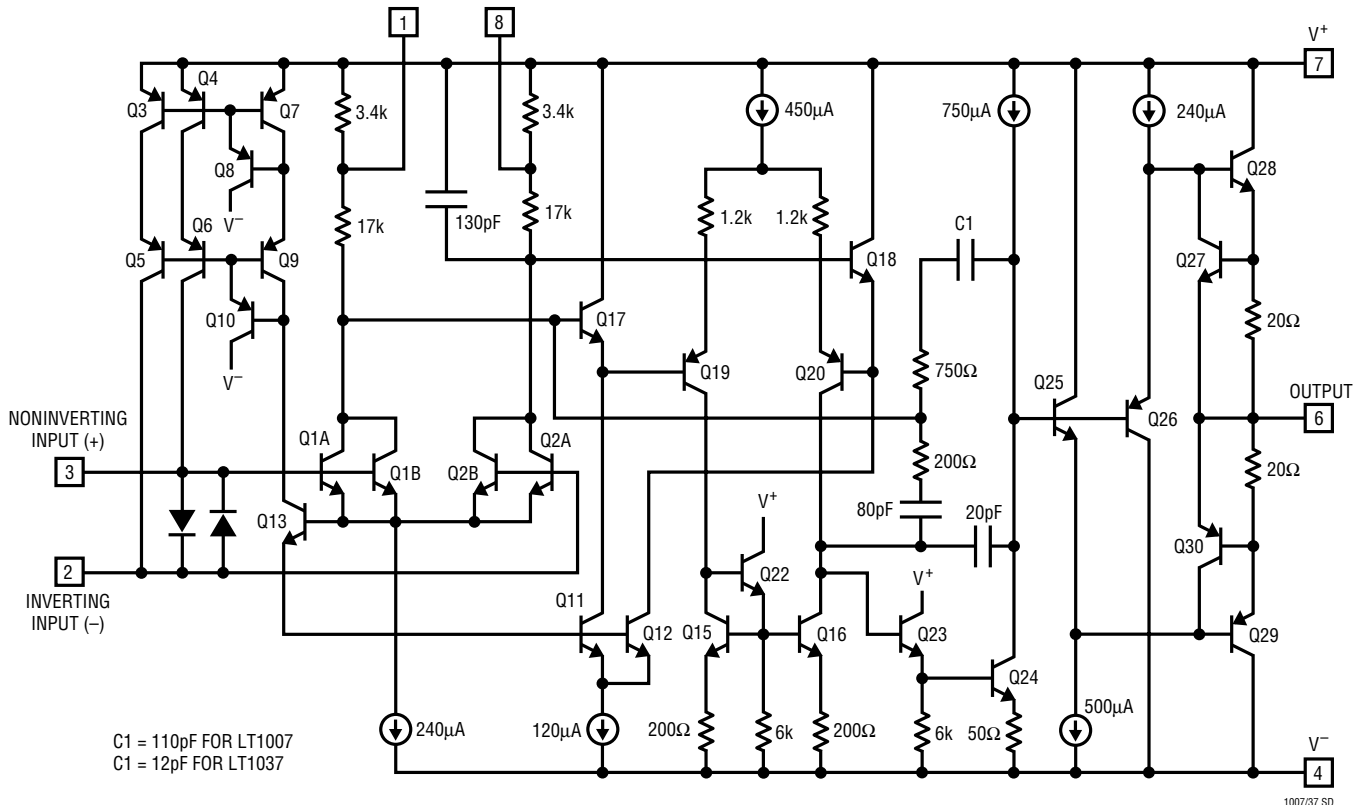 1
8
V+
7
Q3
Q4
Q7
3.4k
3.4k
450µA
750µA
240µA
Q8
V–
Q28
130pF
17k
17k
1.2k
1.2k
C1
Q5
Q6
Q9
Q18
Q27
Q10
V–
Q17
20Ω
Q19
Q20
750Ω
Q25
Q26
OUTPUT
6
NONINVERTING
INPUT (+)
3
Q1A
Q1B
Q2B
Q2A
200Ω
20Ω
80pF
20pF
V+
Q13
Q30
2
INVERTING
INPUT (–)
Q22
V+
Q11
Q12
Q15
Q16
Q23
Q29
Q24
240µA
120µA
200Ω
6k
200Ω
6k
50Ω
500µA
C1 = 110pF FOR LT1007
C1 = 12pF FOR LT1037
V–
4
1007/37 SD